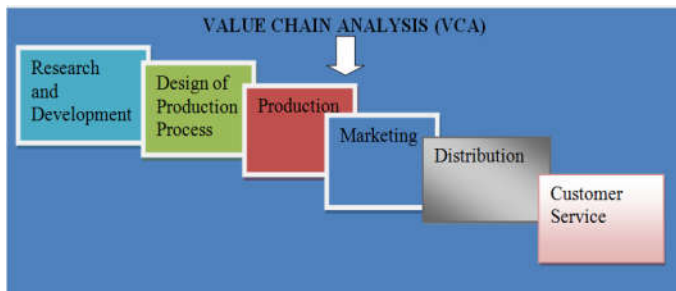 VALUE CHAIN ANALYSIS (VCA)
Research
and
Development
Design of
Production
Process
Production
Marketing
Distribution
Customer
Service